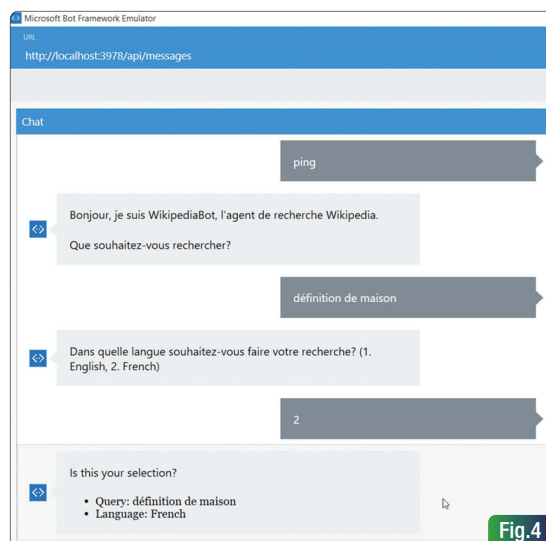 Microsoft Bot Framework Emulator
URL
http://localhost:3978/api/messages
Chat
ping
Bonjour, je suis WikipediaBot, l'agent de recherche Wikipedia.
Que souhaitez-vous rechercher?
définition de maison
Dans quelle langue souhaitez-vous faire votre recherche? (1.
English, 2. French)
2
Is this your selection?
• Query: définition de maison
• Language: French
Fig.4